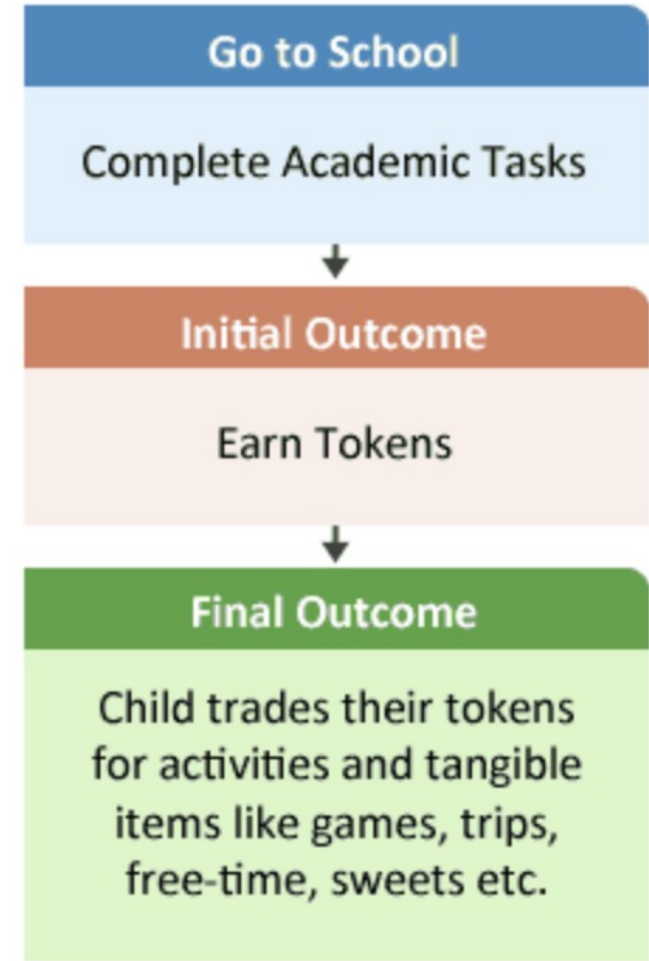 Go to School
Complete Academic Tasks
Initial Outcome
Earn Tokens
Final Outcome
Child trades their tokens
for activities and tangible
items like games, trips,
free-time, sweets etc.